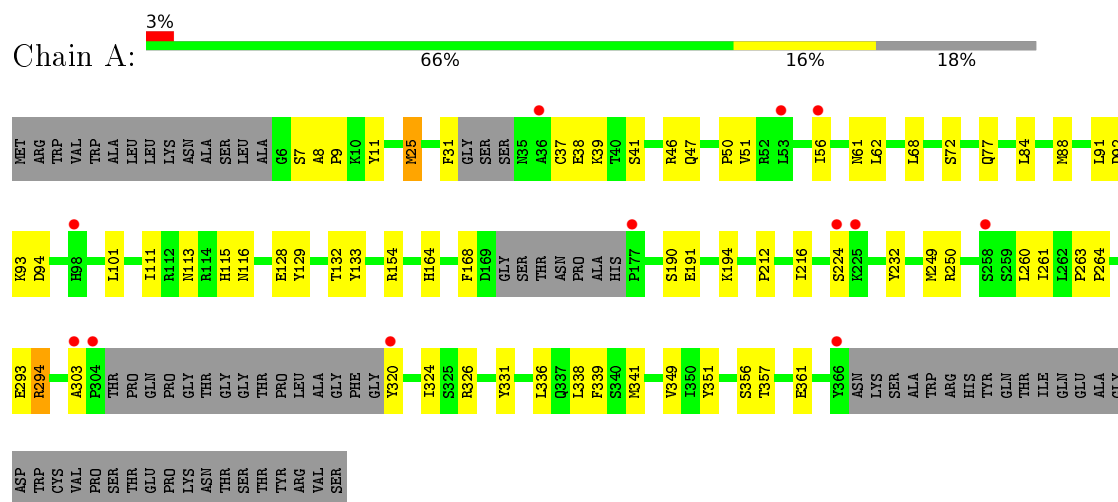 3%
Chain A:
66% 16% 18%
MET ARG TRP VAL TRP ALA LEU LEU LYS ASN ALA SER LEU ALA G6 S7 A8 P9 K10 Y11 M25 F31 GLY SER SER N35 A36 C37 E38 K39 T40 S41 R46 Q47 P50 V51 R52 L53 I56 N61 L62 L68 S72 Q77 L84 M88 L91 D92
K93 D94 H98 L101 I111 R112 N113 R114 H115 N116 E128 Y129 T132 Y133 R154 H164 F168 D169 GLY SER THR ASN PRO ALA HIS P177 S190 E191 K194 P212 I216 S224 K225 Y232 M249 R250 S258 S259 L260 I261 L262 P263 P264
E293 R294 A303 P304 THR PRO GLN PRO GLY THR GLY GLY THR PRO LEU ALA GLY PHE GLY Y320 I324 S325 R326 Y331 L336 Q337 L338 F339 S340 M341 V349 I350 Y351 S356 T357 E361 Y366 ASN LYS SER ALA TRP ARG HIS TYR GLN THR ILE GLN GLU ALA GLY
ASP TRP CYS VAL PRO SER THR GLU PRO LYS ASN THR SER THR TYR ARG VAL SER